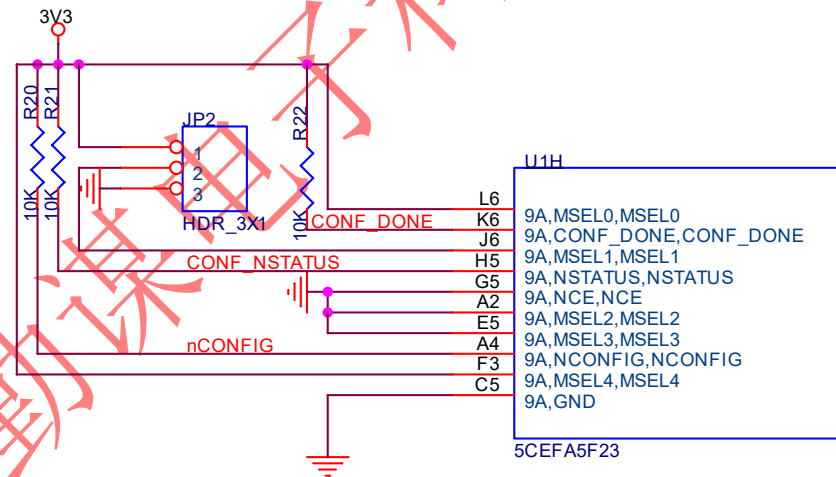 3V3
R20
R21
R22
10K
10K
10K
JP2
1
2
3
HDR_3X1
CONF_DONE
CONF_NSTATUS
nCONFIG
U1H
L6
9A,MSEL0,MSEL0
K6
9A,CONF_DONE,CONF_DONE
J6
9A,MSEL1,MSEL1
H5
9A,NSTATUS,NSTATUS
G5
9A,NCE,NCE
A2
9A,MSEL2,MSEL2
E5
9A,MSEL3,MSEL3
A4
9A,NCONFIG,NCONFIG
F3
9A,MSEL4,MSEL4
C5
9A,GND
5CEFA5F23